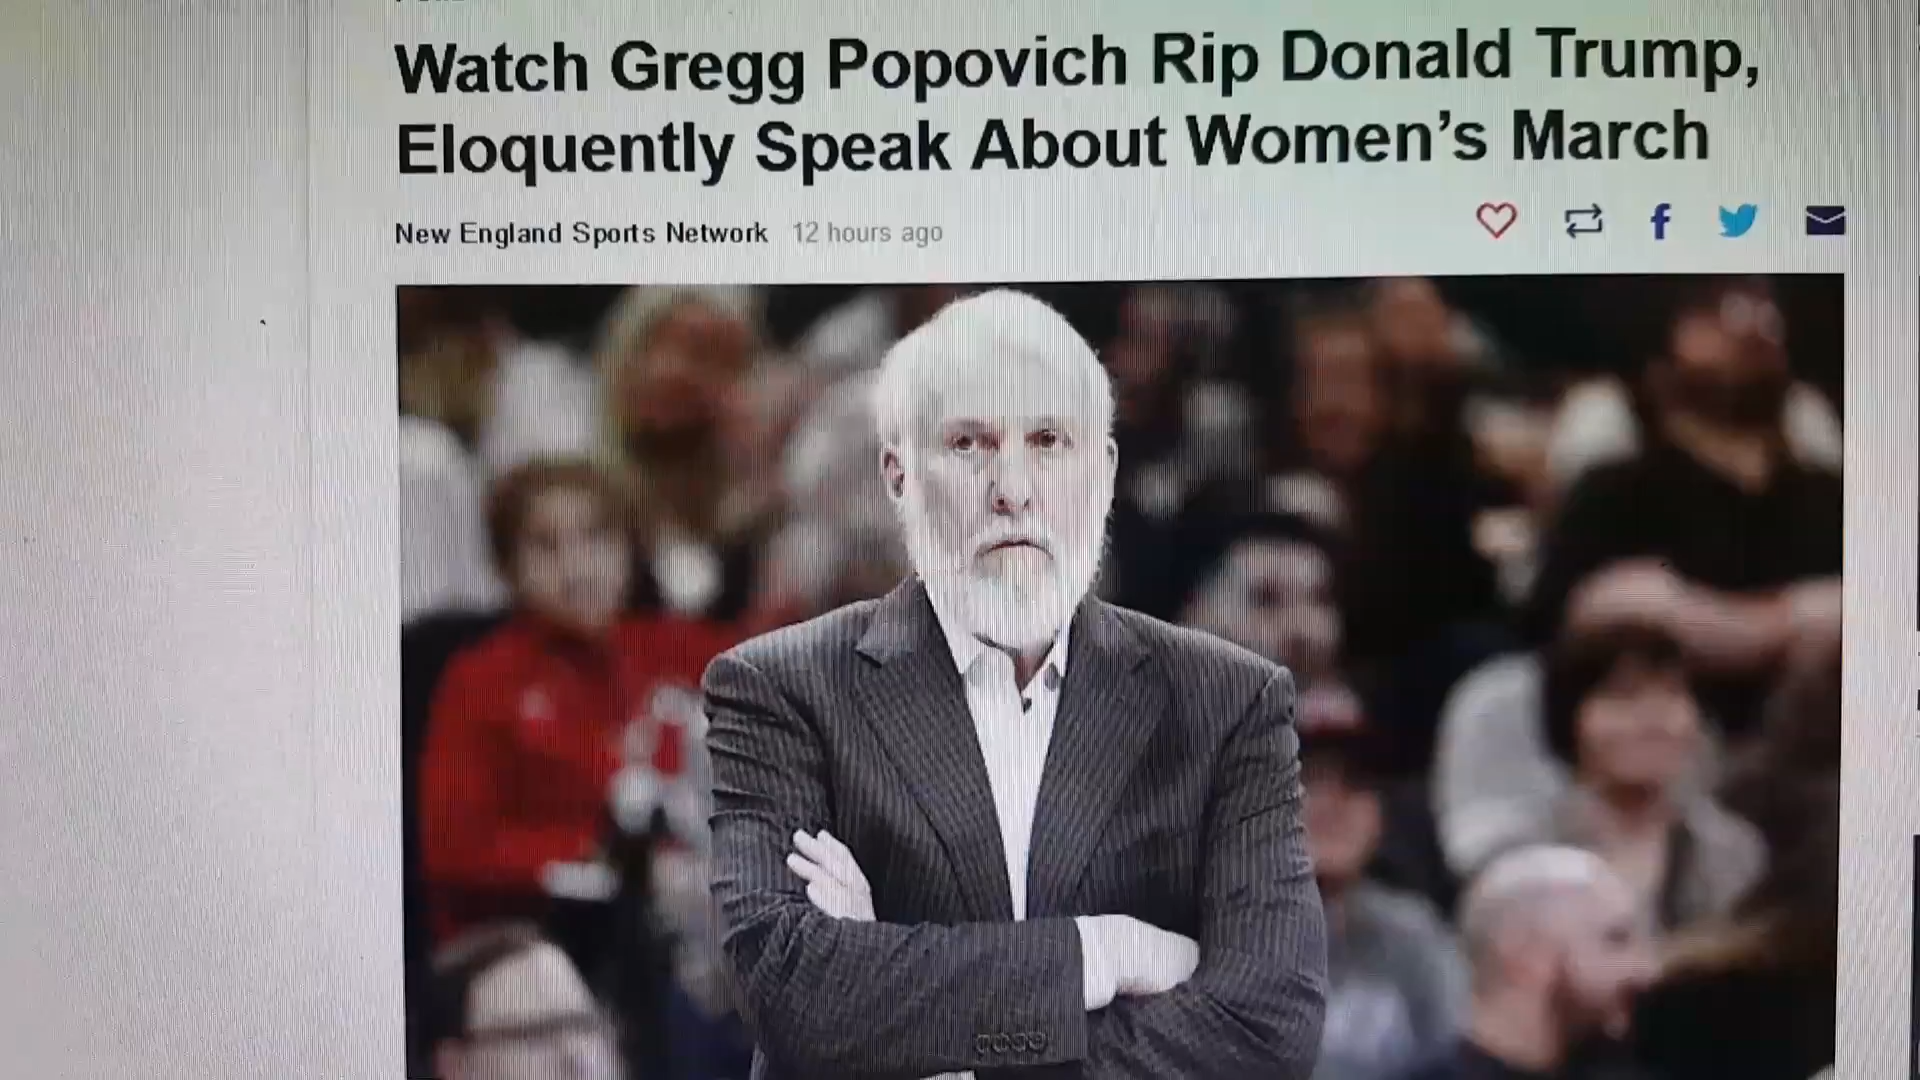 Watch Gregg Popovich Rip Donald Trump,
Eloquently Speak About Women’s March
New England Sports Network 12 hours ago